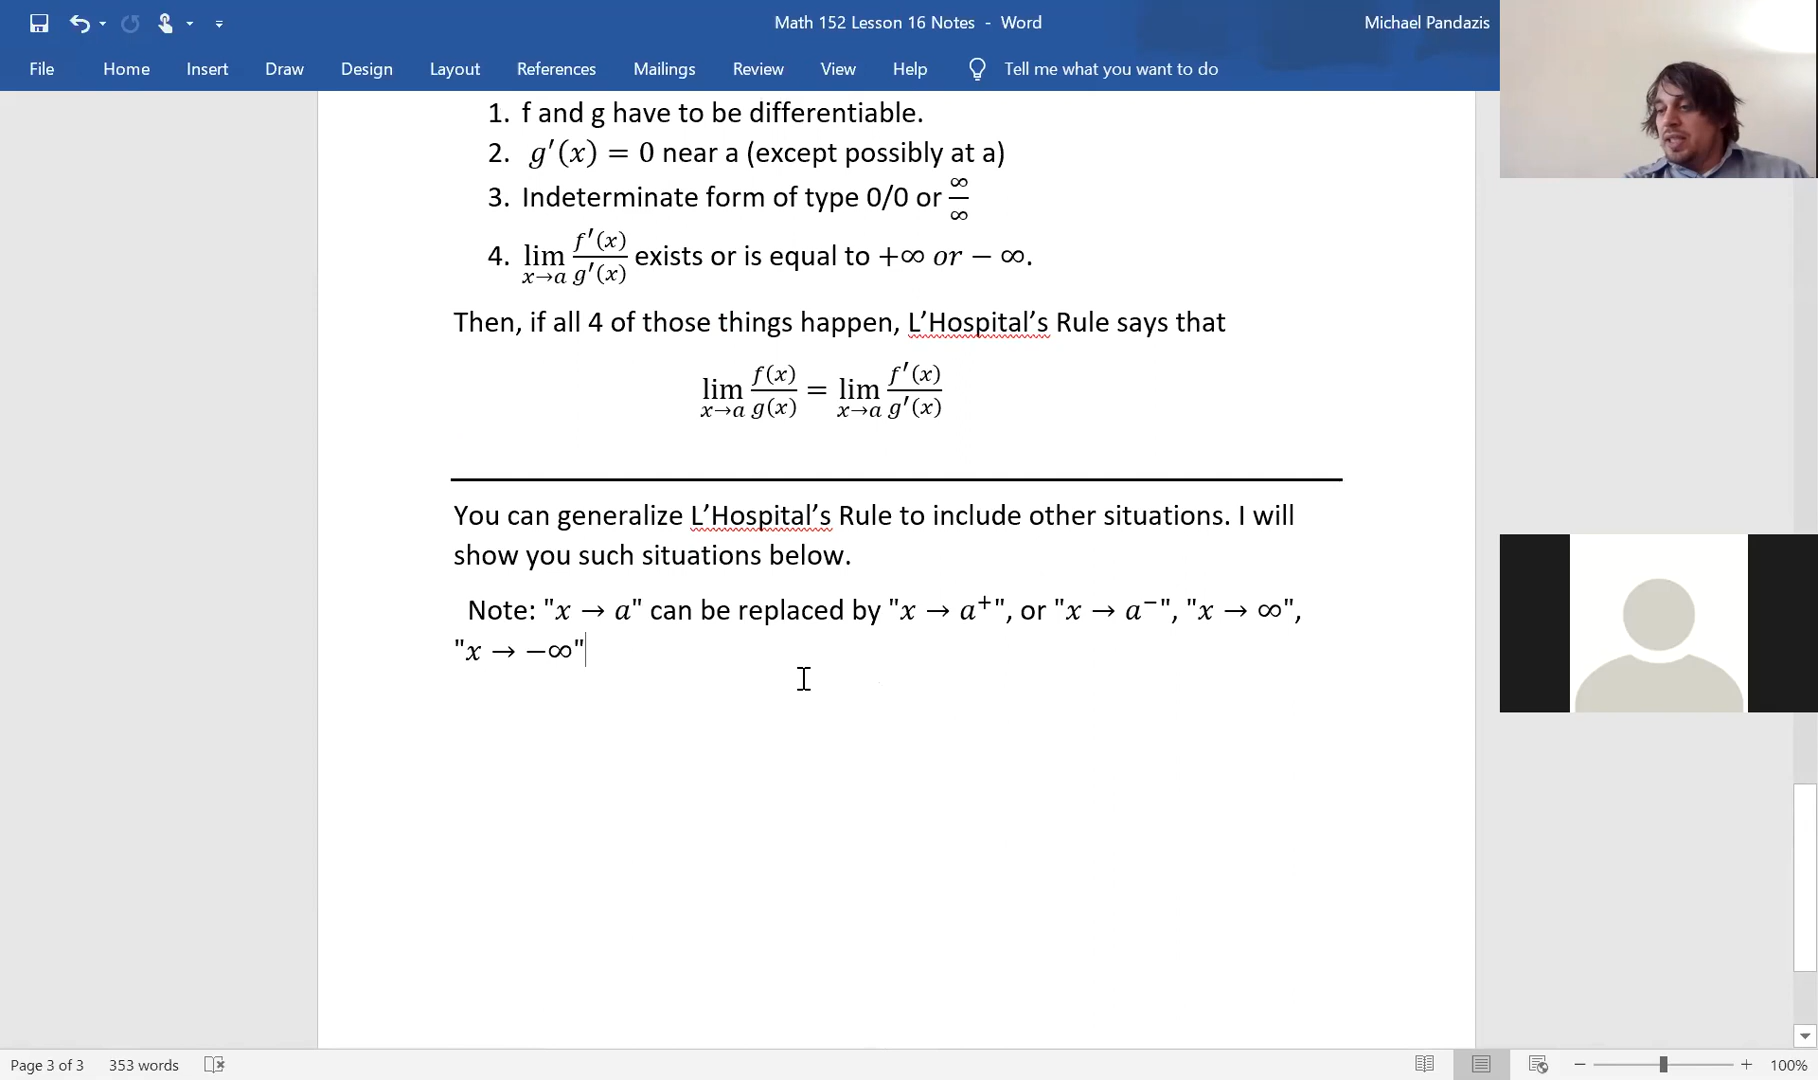 Math 152 Lesson 16 Notes - Word
Michael Pandazis
File Home Insert Draw Design Layout References Mailings Review View Help Tell me what you want to do
1. f and g have to be differentiable.
2. g′(x) = 0 near a (except possibly at a)
3. Indeterminate form of type 0/0 or ∞/∞
4. lim x→a f′(x)/g′(x) exists or is equal to +∞ or − ∞.
Then, if all 4 of those things happen, L’Hospital’s Rule says that
lim x→a f(x)/g(x) = lim x→a f′(x)/g′(x)
You can generalize L’Hospital’s Rule to include other situations. I will
show you such situations below.
Note: "x → a" can be replaced by "x → a⁺", or "x → a⁻", "x → ∞",
"x → −∞"
Page 3 of 3 353 words 100%